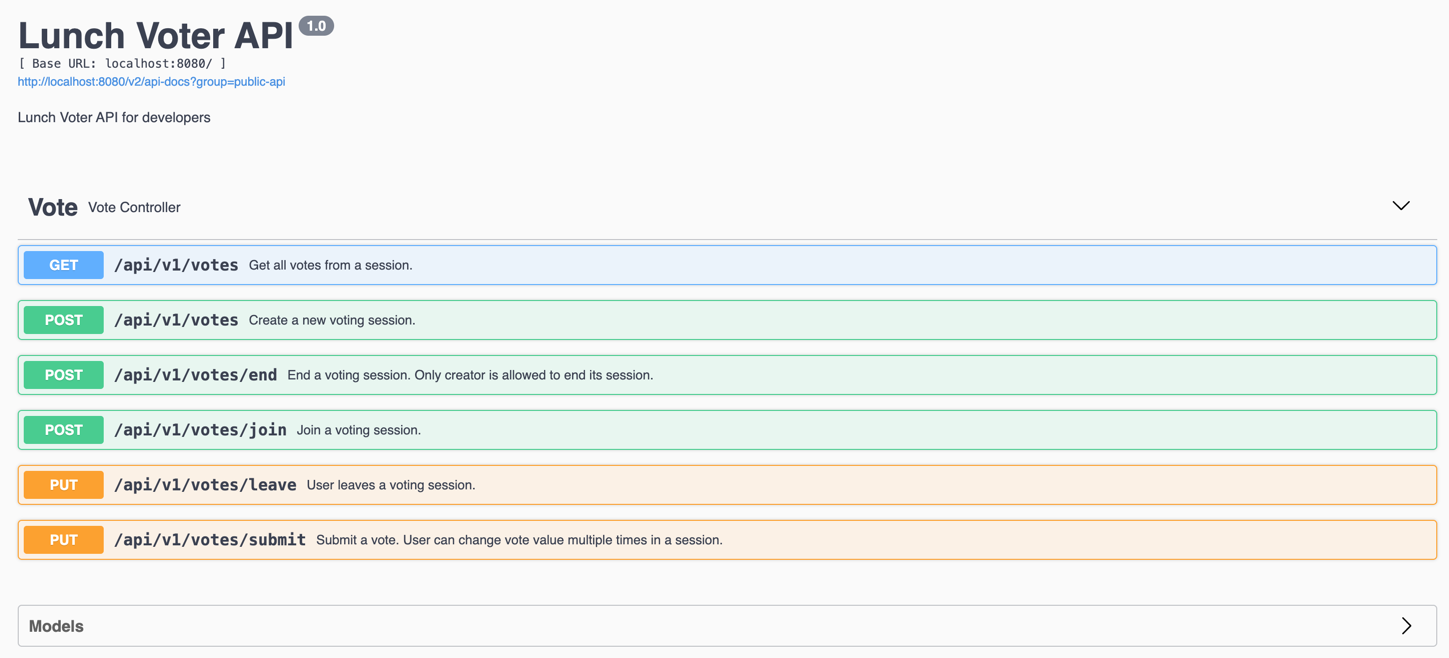 Lunch Voter API 1.0
[ Base URL: localhost:8080/ ]
http://localhost:8080/v2/api-docs?group=public-api
Lunch Voter API for developers
Vote Vote Controller
GET /api/v1/votes Get all votes from a session.
POST /api/v1/votes Create a new voting session.
POST /api/v1/votes/end End a voting session. Only creator is allowed to end its session.
POST /api/v1/votes/join Join a voting session.
PUT /api/v1/votes/leave User leaves a voting session.
PUT /api/v1/votes/submit Submit a vote. User can change vote value multiple times in a session.
Models